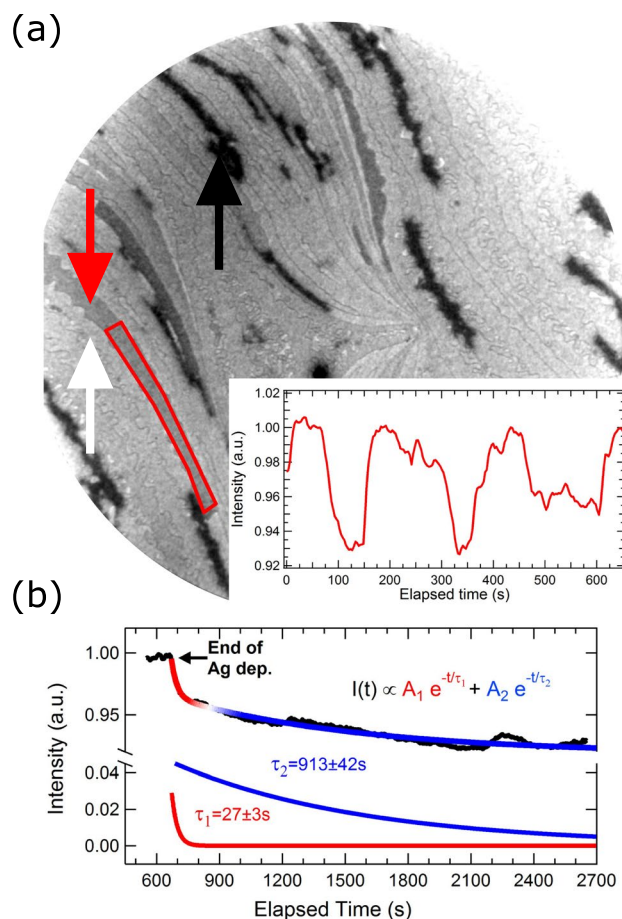 (a)
1.02
1.00
0.98
0.96
0.94
0.92
Intensity (a.u.)
0 100 200 300 400 500 600
Elapsed time (s)
(b)
1.00
0.95
0.04
0.02
0.00
Intensity (a.u.)
End of
Ag dep.
I(t) ∝ A₁ e^(-t/τ₁) + A₂ e^(-t/τ₂)
τ₂=913±42s
τ₁=27±3s
600 900 1200 1500 1800 2100 2400 2700
Elapsed Time (s)